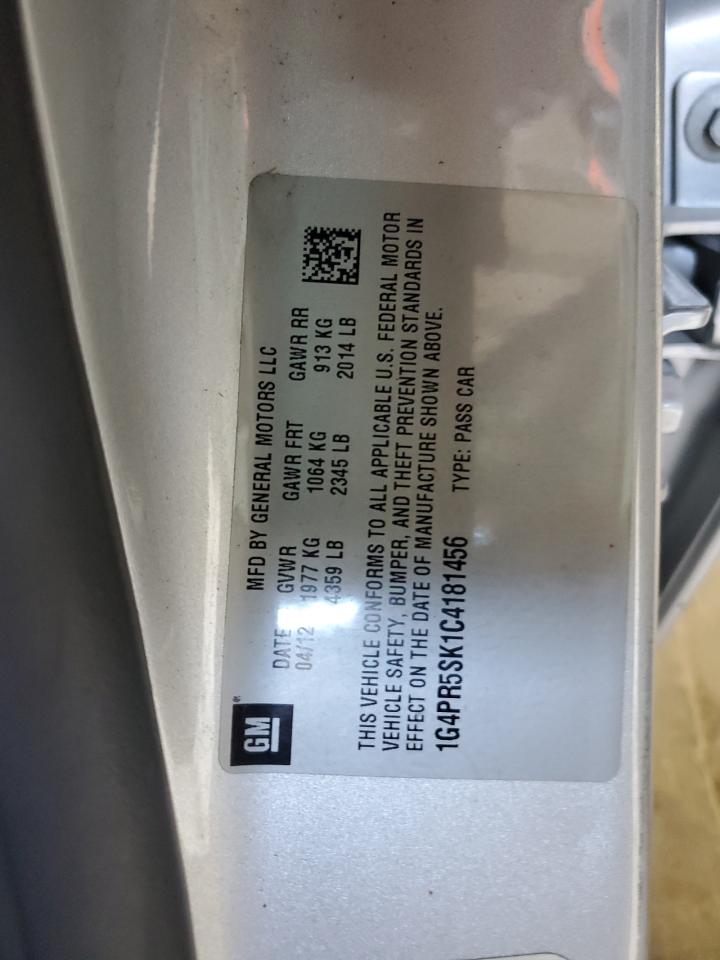 GM
MFD BY GENERAL MOTORS LLC
DATE GVWR GAWR FRT GAWR RR
04/12 1977 KG 1064 KG 913 KG
4359 LB 2345 LB 2014 LB
THIS VEHICLE CONFORMS TO ALL APPLICABLE U.S. FEDERAL MOTOR
VEHICLE SAFETY, BUMPER, AND THEFT PREVENTION STANDARDS IN
EFFECT ON THE DATE OF MANUFACTURE SHOWN ABOVE.
1G4PR5SK1C4181456 TYPE: PASS CAR